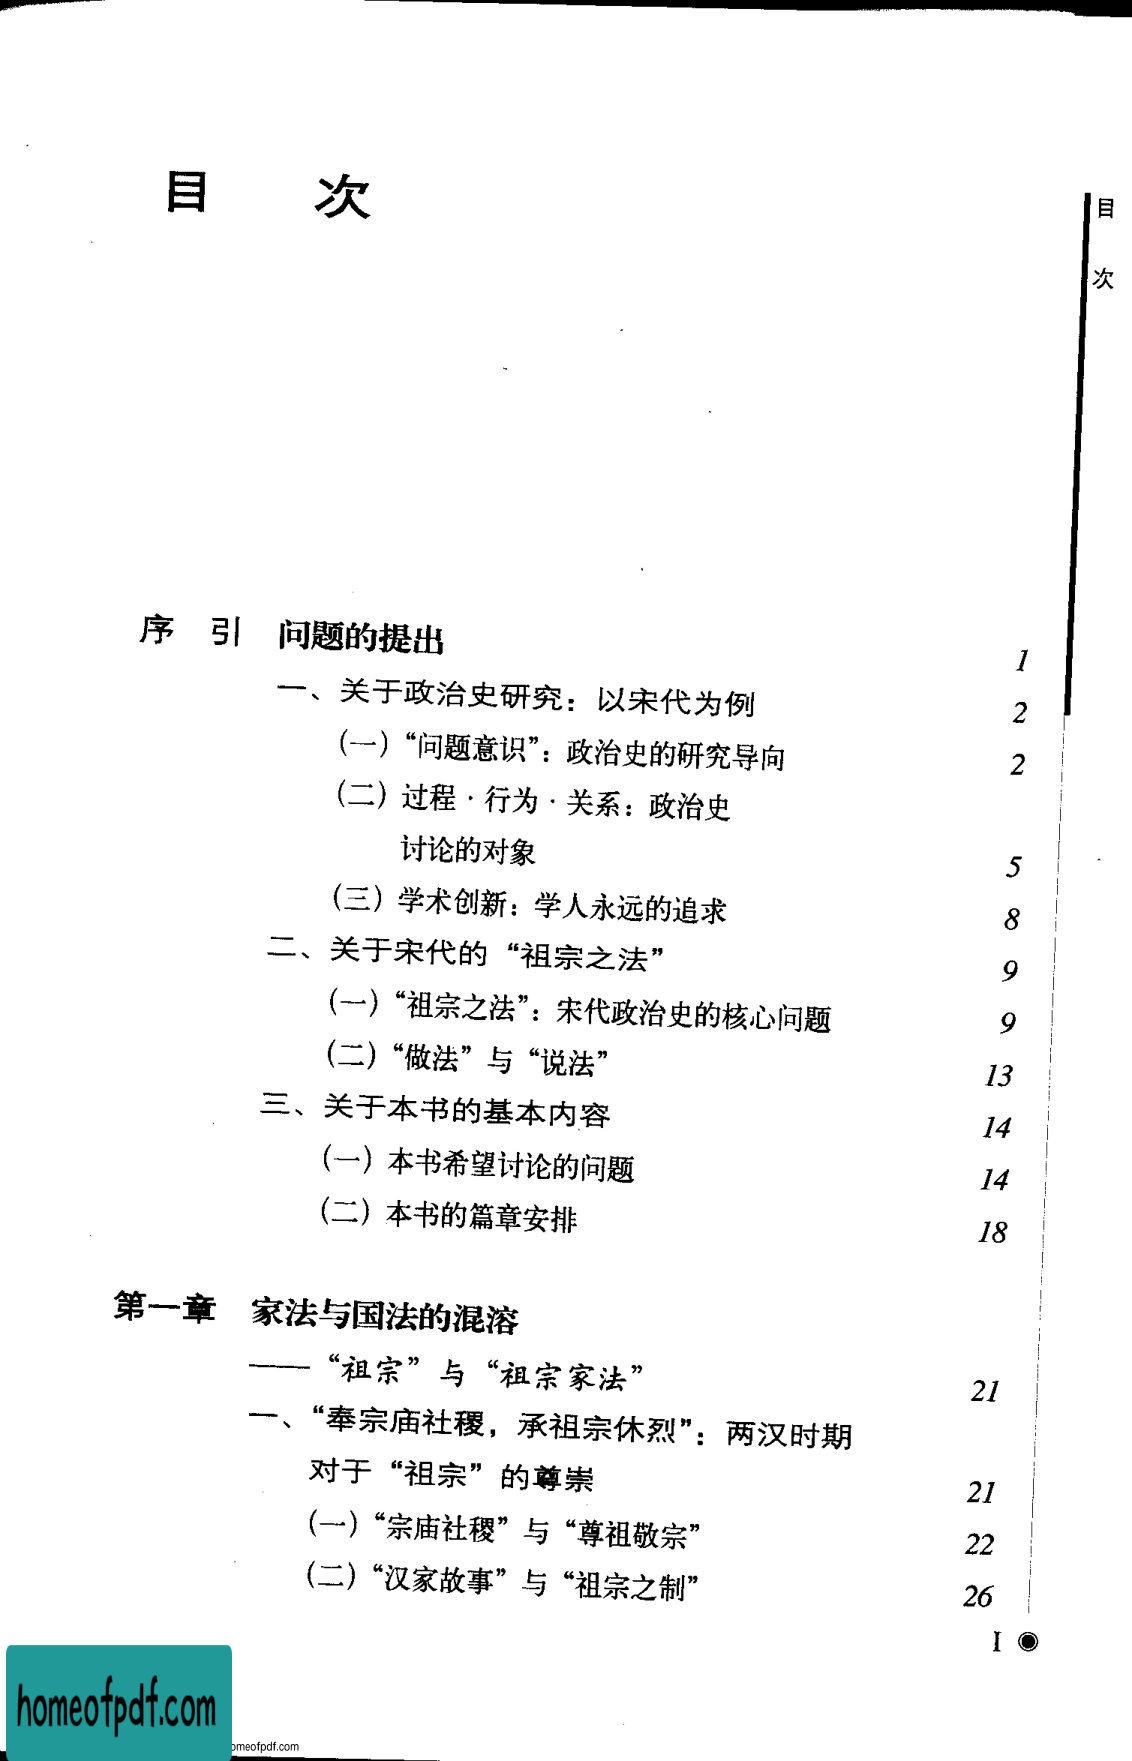 目 次
目
次
序 引 问题的提出 1
一、关于政治史研究：以宋代为例 2
（一）“问题意识”：政治史的研究导向 2
（二）过程·行为·关系：政治史
讨论的对象 5
（三）学术创新：学人永远的追求 8
二、关于宋代的“祖宗之法” 9
（一）“祖宗之法”：宋代政治史的核心问题 9
（二）“做法”与“说法” 13
三、关于本书的基本内容 14
（一）本书希望讨论的问题 14
（二）本书的篇章安排 18
第一章 家法与国法的混溶
——“祖宗”与“祖宗家法” 21
一、“奉宗庙社稷，承祖宗休烈”：两汉时期
对于“祖宗”的尊崇 21
（一）“宗庙社稷”与“尊祖敬宗” 22
（二）“汉家故事”与“祖宗之制” 26
I
homeofpdf.com
omeofpdf.com